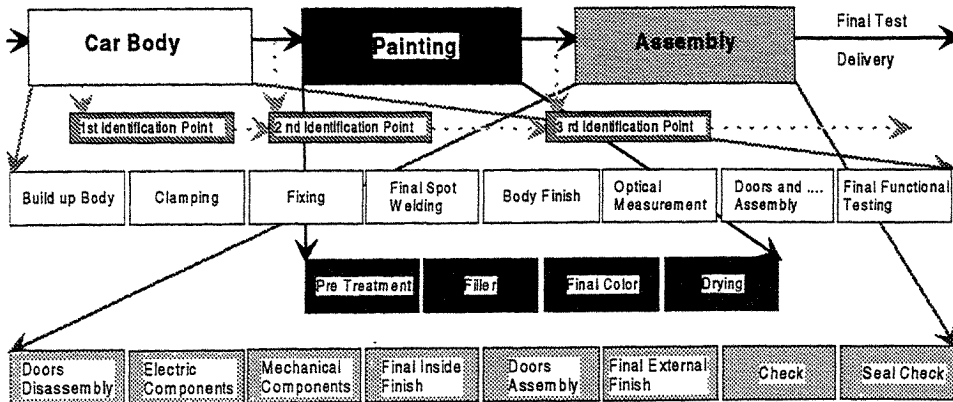 Car Body
Painting
Assembly
Final Test
Delivery
1st Identification Point
2 nd Identification Point
3 rd Identification Point
Build up Body
Clamping
Fixing
Final Spot
Welding
Body Finish
Optical
Measurement
Doors and ....
Assembly
Final Functional
Testing
Pre Treatment
Filler
Final Color
Drying
Doors
Disassembly
Electric
Components
Mechanical
Components
Final Inside
Finish
Doors
Assembly
Final External
Finish
Check
Seal Check